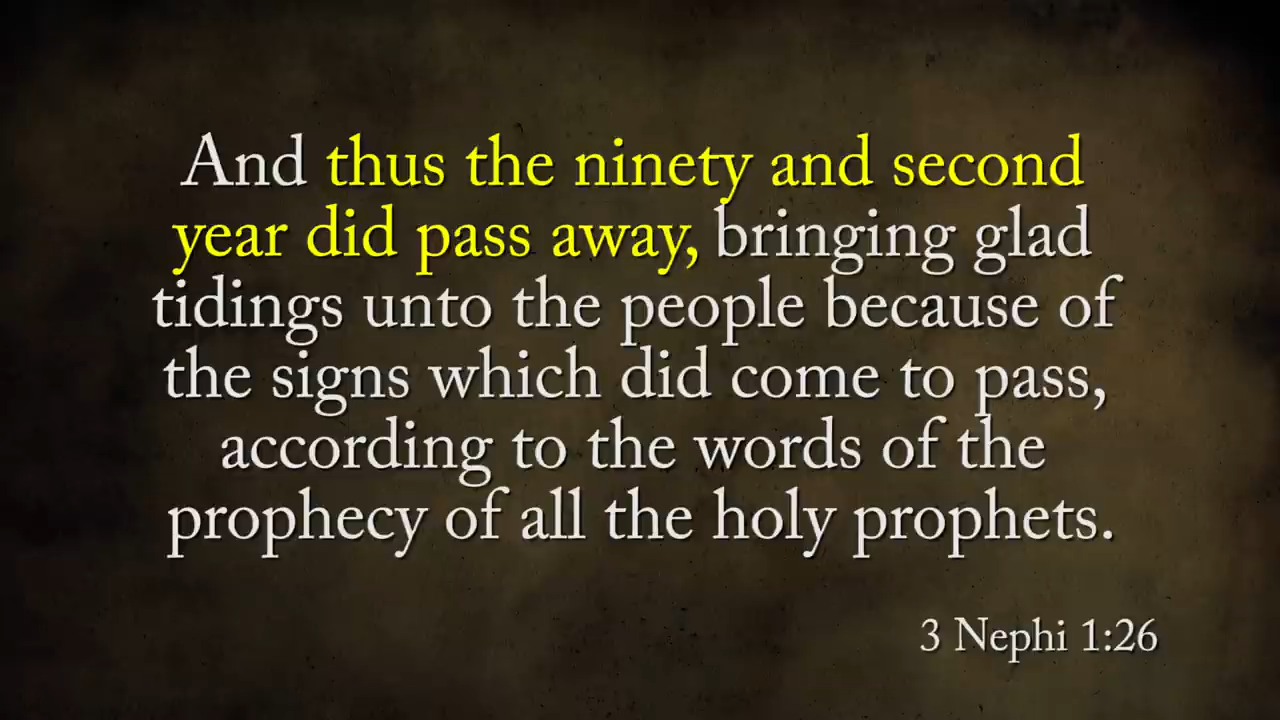 And thus the ninety and second
year did pass away, bringing glad
tidings unto the people because of
the signs which did come to pass,
according to the words of the
prophecy of all the holy prophets.
3 Nephi 1:26